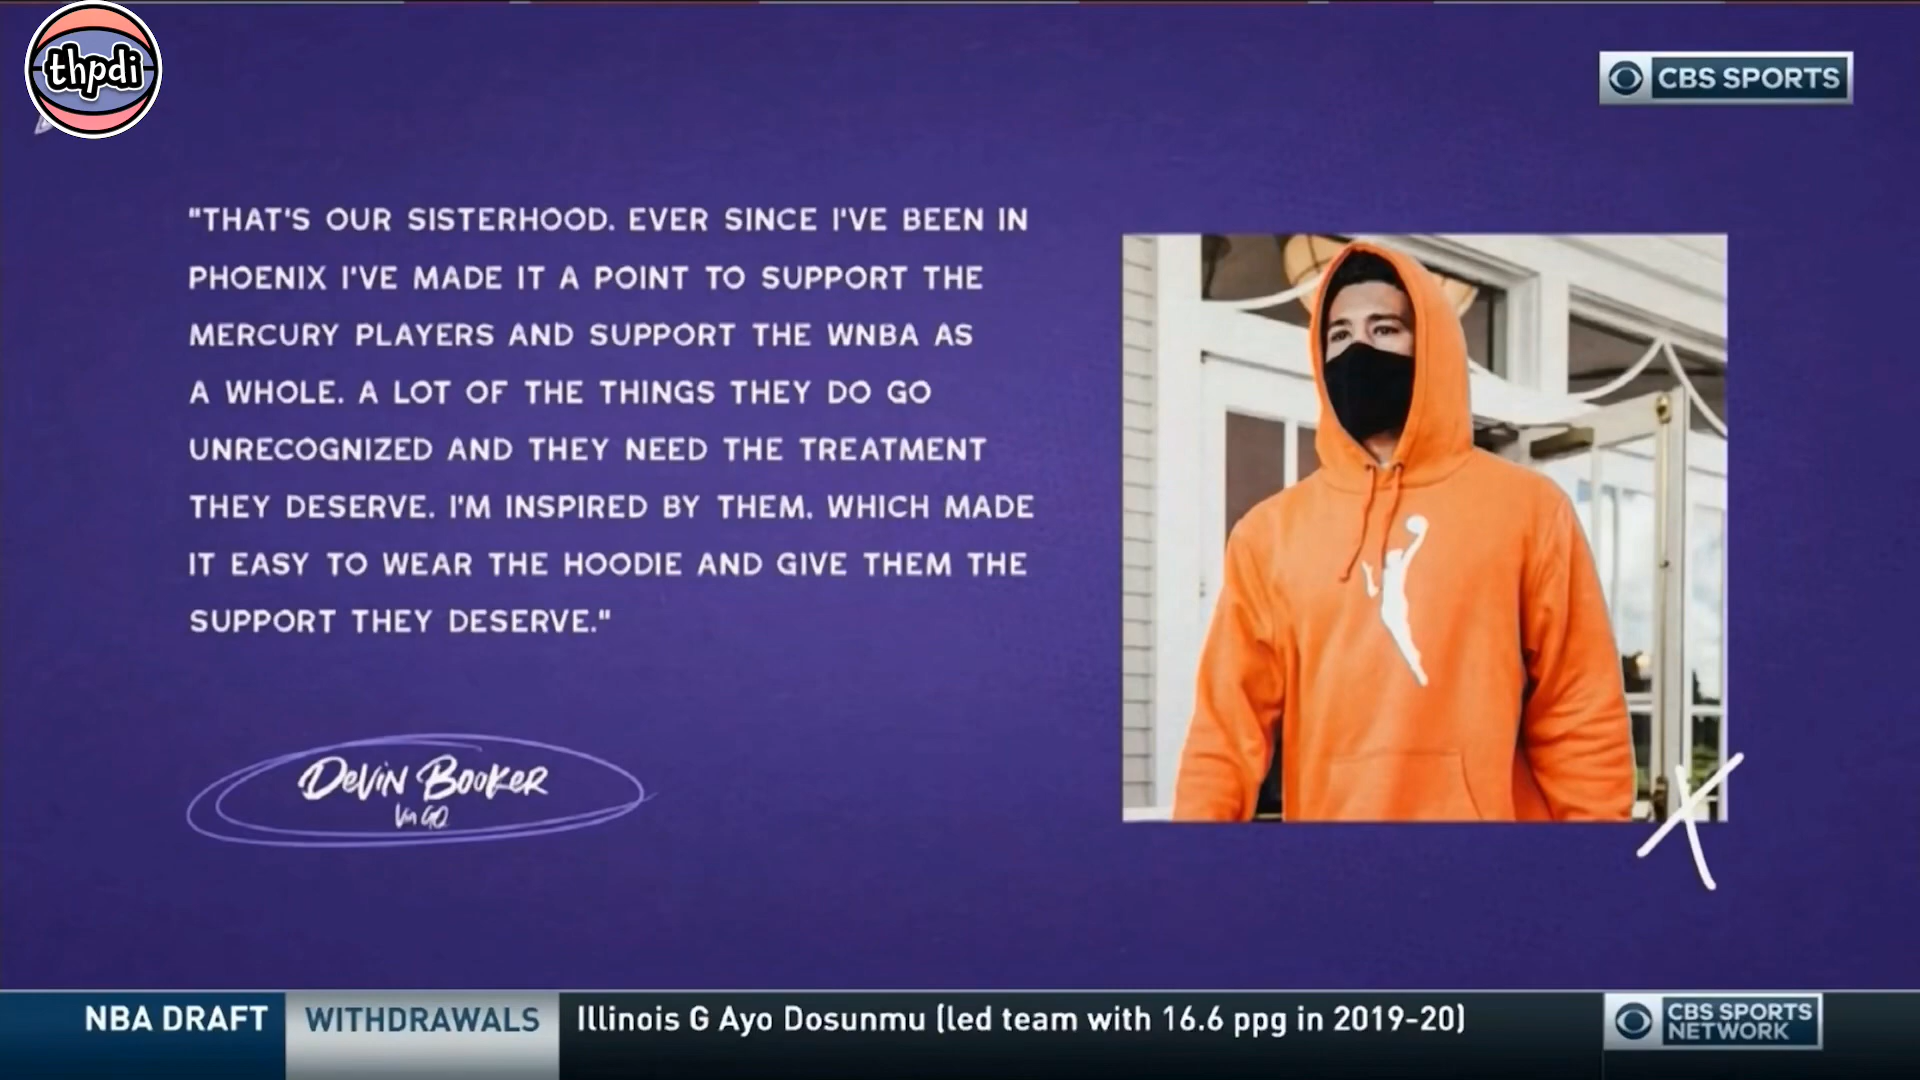 thpdi
CBS SPORTS
"THAT'S OUR SISTERHOOD. EVER SINCE I'VE BEEN IN
PHOENIX I'VE MADE IT A POINT TO SUPPORT THE
MERCURY PLAYERS AND SUPPORT THE WNBA AS
A WHOLE. A LOT OF THE THINGS THEY DO GO
UNRECOGNIZED AND THEY NEED THE TREATMENT
THEY DESERVE. I'M INSPIRED BY THEM, WHICH MADE
IT EASY TO WEAR THE HOODIE AND GIVE THEM THE
SUPPORT THEY DESERVE."
DEVIN BOOKER
Via GQ
NBA DRAFT
WITHDRAWALS
Illinois G Ayo Dosunmu (led team with 16.6 ppg in 2019-20)
CBS SPORTS
NETWORK